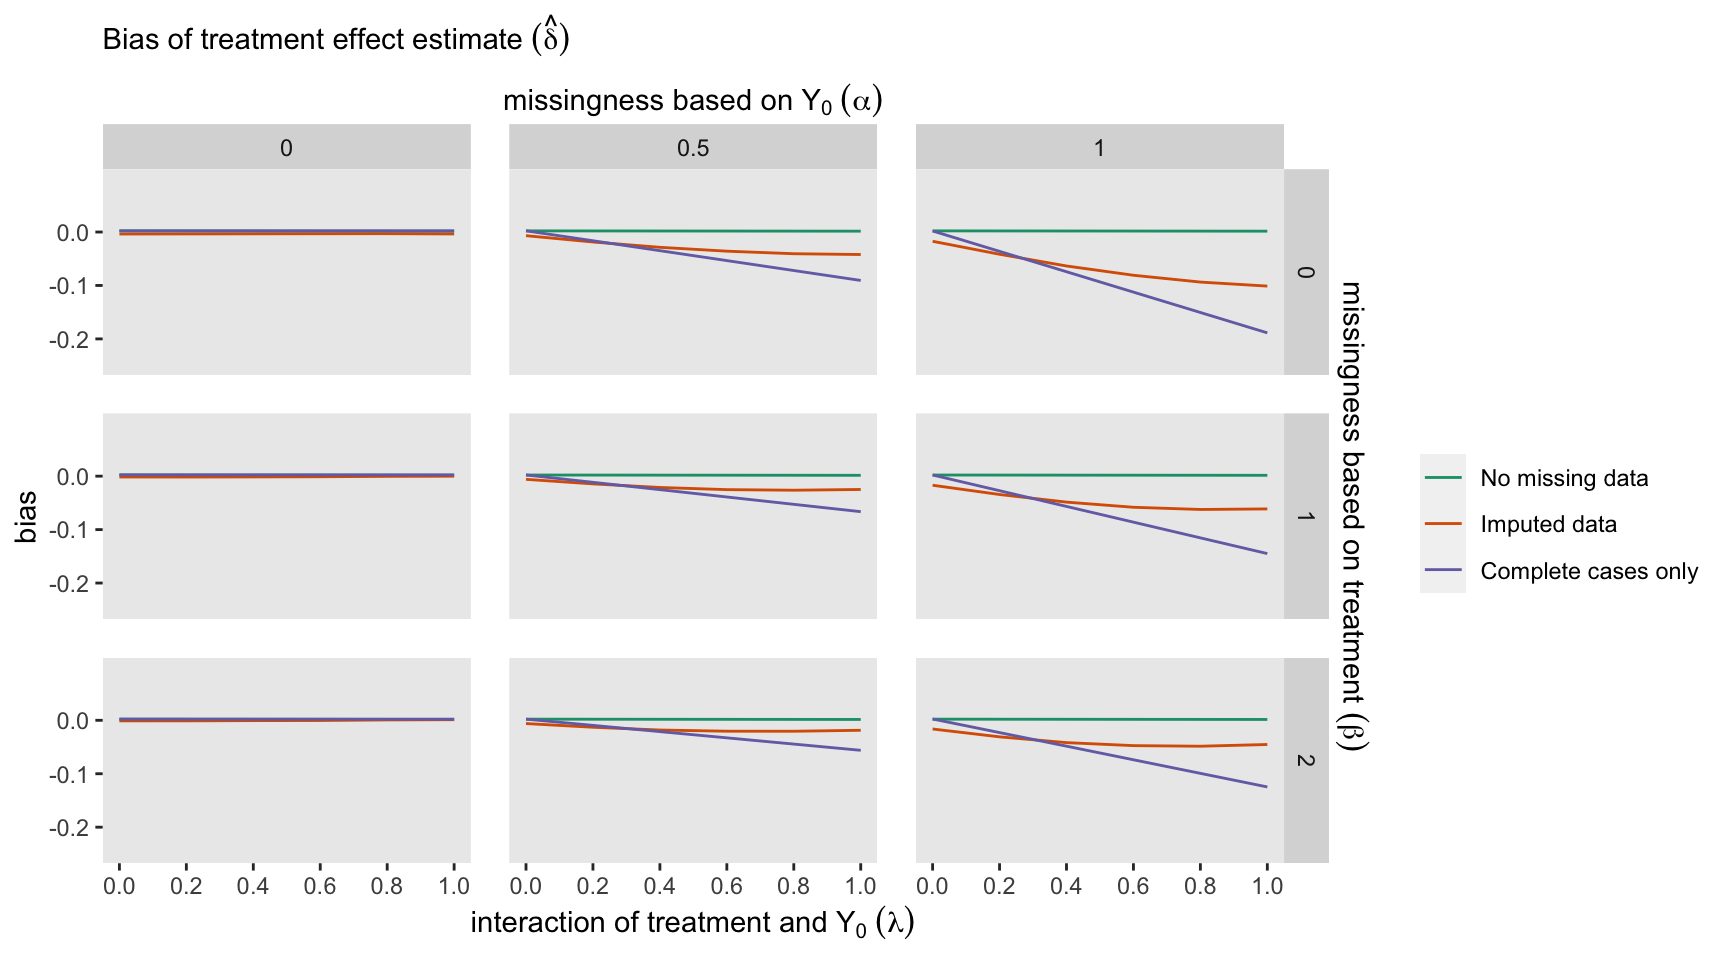 Bias of treatment effect estimate (δ̂)
missingness based on Y₀ (α)
0 0.5 1
0.0
-0.1
-0.2
0
0.0
-0.1
-0.2
1
0.0
-0.1
-0.2
2
bias
missingness based on treatment (β)
0.0 0.2 0.4 0.6 0.8 1.0 0.0 0.2 0.4 0.6 0.8 1.0 0.0 0.2 0.4 0.6 0.8 1.0
interaction of treatment and Y₀ (λ)
No missing data
Imputed data
Complete cases only